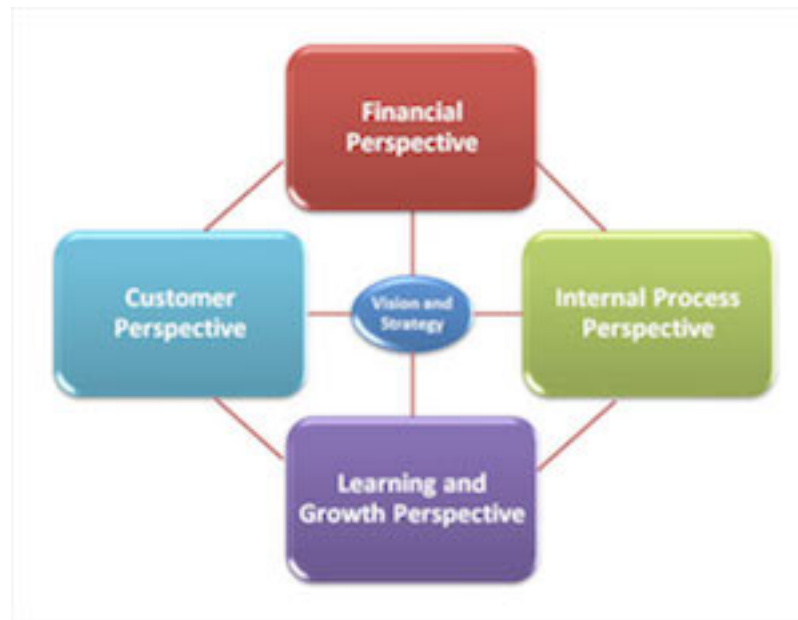 Financial
Perspective
Customer
Perspective
Vision and
Strategy
Internal Process
Perspective
Learning and
Growth Perspective